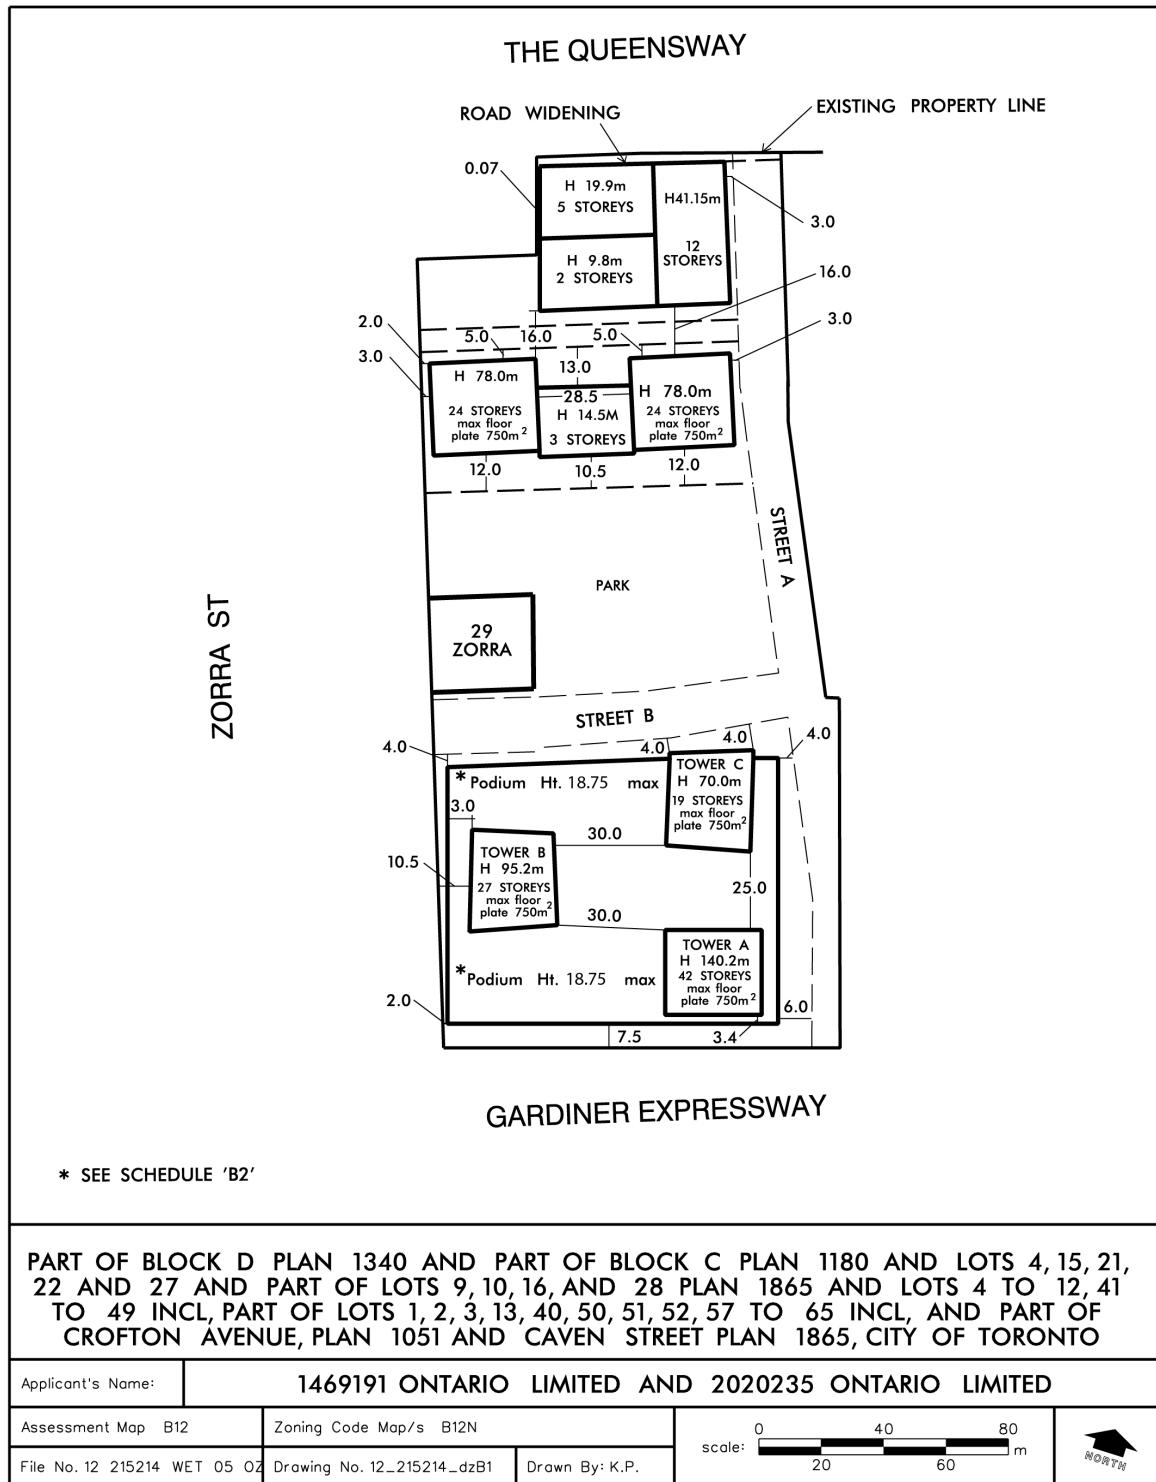 THE QUEENSWAY
ROAD WIDENING
EXISTING PROPERTY LINE
0.07
H 19.9m
5 STOREYS
H41.15m
3.0
H 9.8m
2 STOREYS
12
STOREYS
16.0
2.0
5.0
16.0
5.0
3.0
3.0
13.0
H 78.0m
28.5
H 78.0m
24 STOREYS
max floor
plate 750m2
H 14.5M
3 STOREYS
24 STOREYS
max floor
plate 750m2
12.0
10.5
12.0
STREET A
PARK
ZORRA ST
29
ZORRA
STREET B
4.0
4.0
4.0
4.0
* Podium Ht. 18.75 max
TOWER C
H 70.0m
19 STOREYS
max floor
plate 750m2
3.0
30.0
10.5
TOWER B
H 95.2m
27 STOREYS
max floor
plate 750m2
25.0
30.0
*Podium Ht. 18.75 max
TOWER A
H 140.2m
42 STOREYS
max floor
plate 750m2
2.0
6.0
7.5
3.4
GARDINER EXPRESSWAY
* SEE SCHEDULE 'B2'
PART OF BLOCK D PLAN 1340 AND PART OF BLOCK C PLAN 1180 AND LOTS 4, 15, 21,
22 AND 27 AND PART OF LOTS 9, 10, 16, AND 28 PLAN 1865 AND LOTS 4 TO 12, 41
TO 49 INCL, PART OF LOTS 1, 2, 3, 13, 40, 50, 51, 52, 57 TO 65 INCL, AND PART OF
CROFTON AVENUE, PLAN 1051 AND CAVEN STREET PLAN 1865, CITY OF TORONTO
Applicant's Name:
1469191 ONTARIO LIMITED AND 2020235 ONTARIO LIMITED
Assessment Map B12
Zoning Code Map/s B12N
File No. 12 215214 WET 05 OZ
Drawing No. 12_215214_dzB1
Drawn By: K.P.
scale:
0 40 80
m
20 60
NORTH